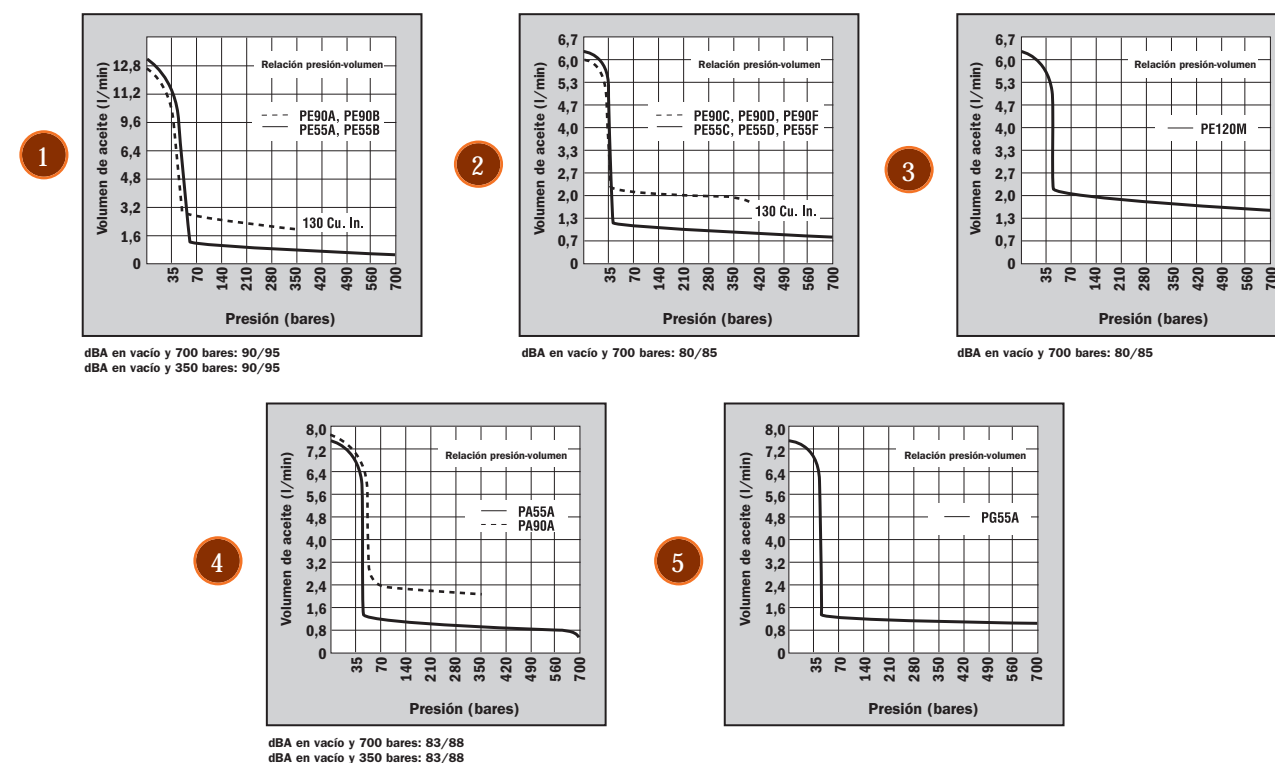 1
Volumen de aceite (l/min)
12,8
11,2
9,6
6,4
4,8
3,2
1,6
0
Relación presión-volumen
PE90A, PE90B
PE55A, PE55B
130 Cu. In.
35 70 140 210 280 350 420 490 560 700
Presión (bares)
dBA en vacío y 700 bares: 90/95
dBA en vacío y 350 bares: 90/95
2
Volumen de aceite (l/min)
6,7
6,0
5,3
4,7
4,0
3,3
2,7
2,0
1,3
0,7
0
Relación presión-volumen
PE90C, PE90D, PE90F
PE55C, PE55D, PE55F
130 Cu. In.
35 70 140 210 280 350 420 490 560 700
Presión (bares)
dBA en vacío y 700 bares: 80/85
3
Volumen de aceite (l/min)
6,7
6,0
5,3
4,7
4,0
3,3
2,7
2,0
1,3
0,7
0
Relación presión-volumen
PE120M
35 70 140 210 280 350 420 490 560 700
Presión (bares)
dBA en vacío y 700 bares: 80/85
4
Volumen de aceite (l/min)
8,0
7,2
6,4
5,6
4,8
4,0
3,2
2,4
1,6
0,8
0
Relación presión-volumen
PA55A
PA90A
35 70 140 210 280 350 420 490 560 700
Presión (bares)
dBA en vacío y 700 bares: 83/88
dBA en vacío y 350 bares: 83/88
5
Volumen de aceite (l/min)
8,0
7,2
6,4
5,6
4,8
4,0
3,2
2,4
1,6
0,8
0
Relación presión-volumen
PG55A
35 70 140 210 280 350 420 490 560 700
Presión (bares)